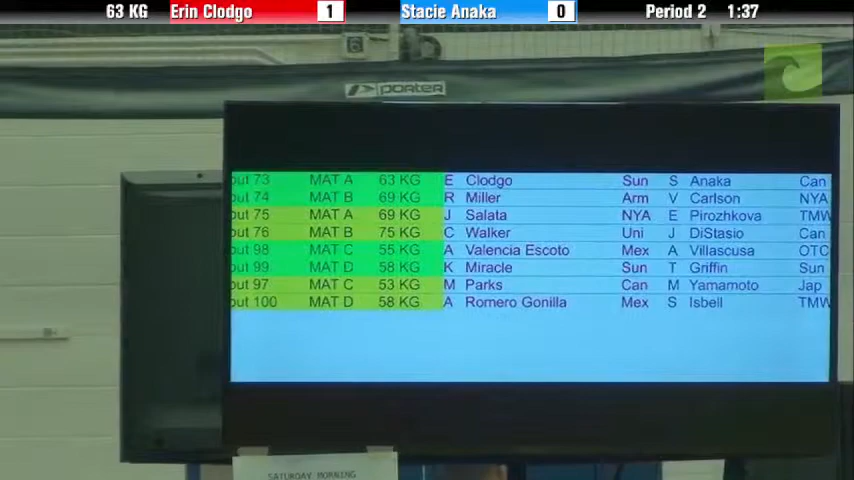 63 KG Erin Clodgo 1 Stacie Anaka 0 Period 2 1:37
6
porter
out 73 MAT A 63 KG E Clodgo Sun S Anaka Can
out 74 MAT B 69 KG R Miller Arm V Carlson NYA
out 75 MAT A 69 KG J Salata NYA E Pirozhkova TMW
out 76 MAT B 75 KG C Walker Uni J DiStasio Can
out 98 MAT C 55 KG A Valencia Escoto Mex A Villascusa OTC
out 99 MAT D 58 KG K Miracle Sun T Griffin Sun
out 97 MAT C 53 KG M Parks Can M Yamamoto Jap
out 100 MAT D 58 KG A Romero Gonilla Mex S Isbell TMW
SATURDAY MORNING